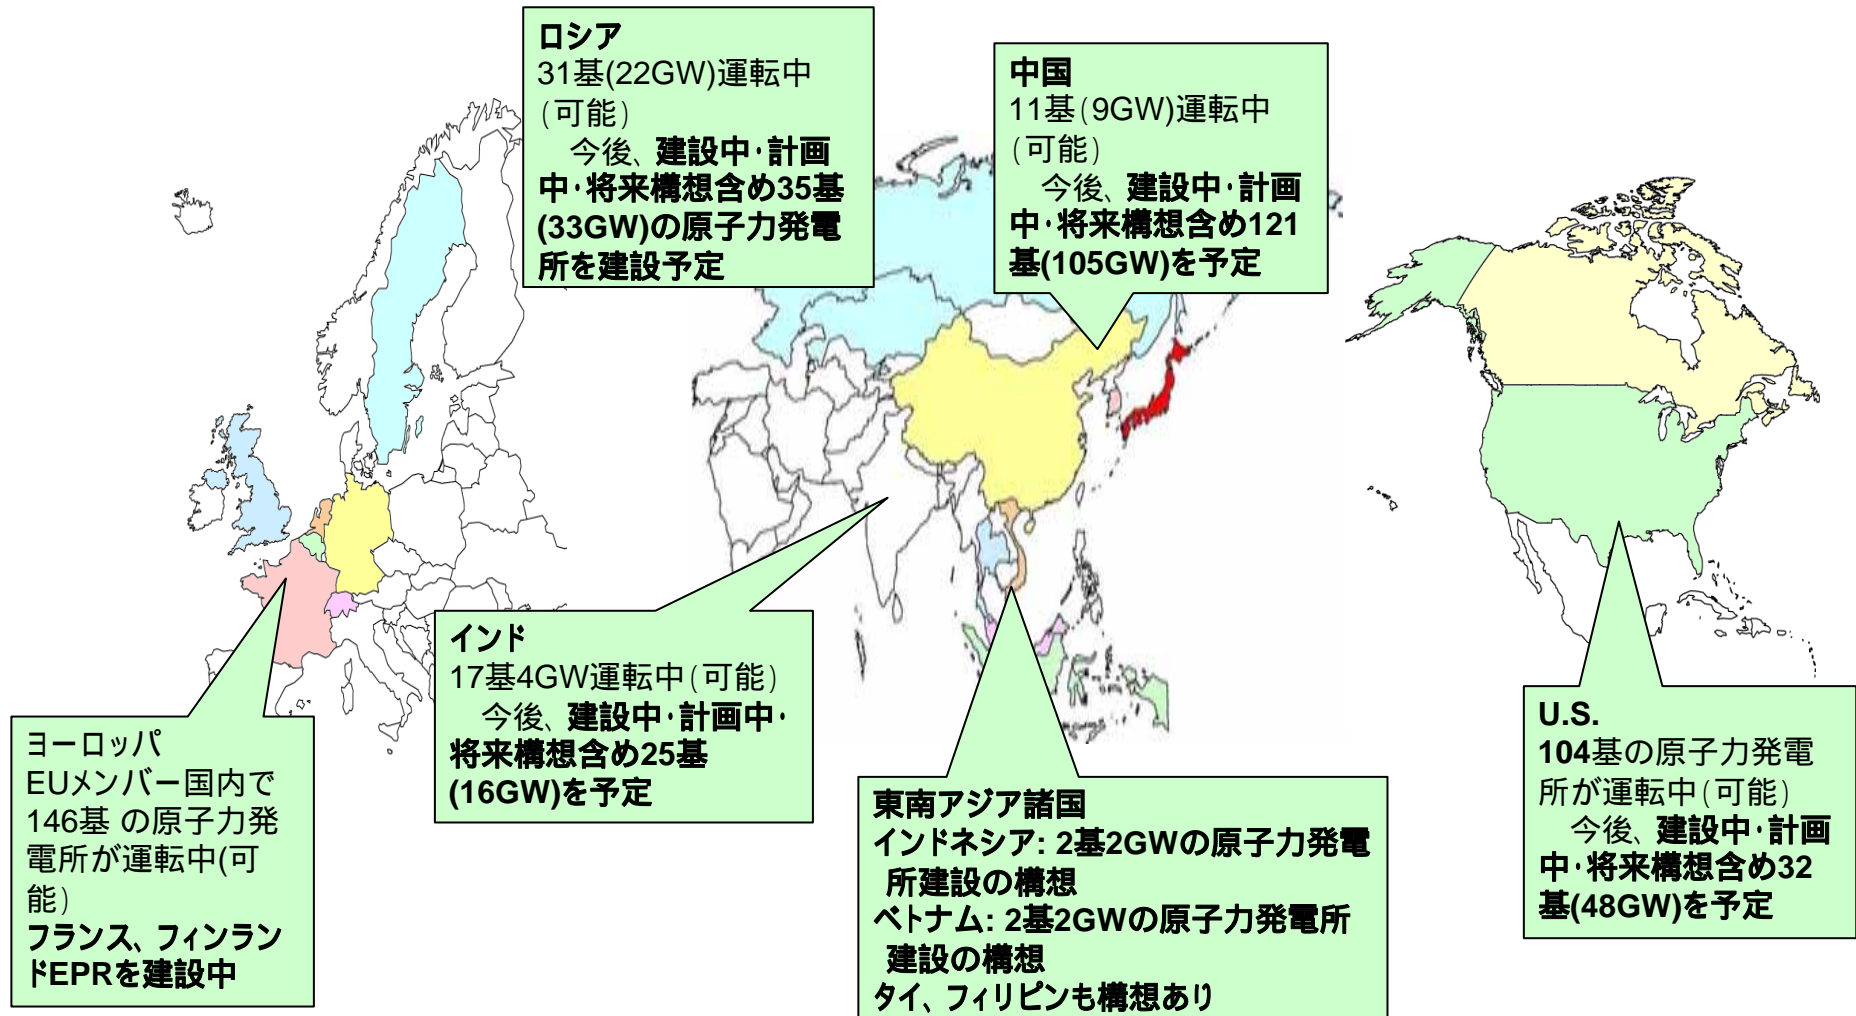 ロシア
31基(22GW)運転中
(可能)
今後、建設中・計画
中・将来構想含め35基
(33GW)の原子力発電
所を建設予定
中国
11基(9GW)運転中
(可能)
今後、建設中・計画
中・将来構想含め121
基(105GW)を予定
インド
17基4GW運転中(可能)
今後、建設中・計画中・
将来構想含め25基
(16GW)を予定
ヨーロッパ
EUメンバー国内で
146基 の原子力発
電所が運転中(可
能)
フランス、フィンラン
ドEPRを建設中
東南アジア諸国
インドネシア: 2基2GWの原子力発電
所建設の構想
ベトナム: 2基2GWの原子力発電所
建設の構想
タイ、フィリピンも構想あり
U.S.
104基の原子力発電
所が運転中(可能)
今後、建設中・計画
中・将来構想含め32
基(48GW)を予定